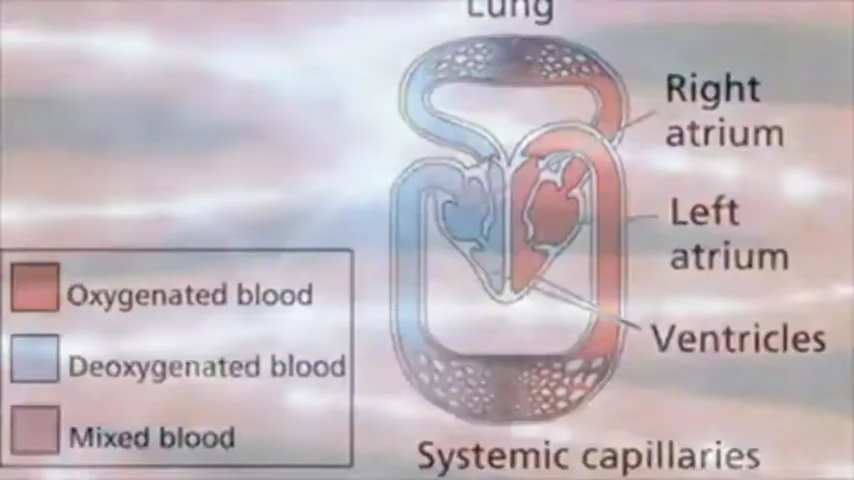 Lung
Right
atrium
Left
atrium
Oxygenated blood
Ventricles
Deoxygenated blood
Mixed blood
Systemic capillaries